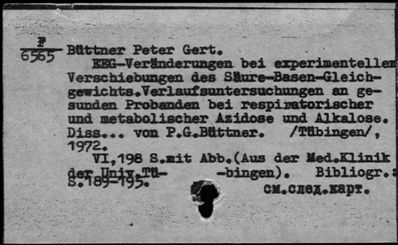 F
6565
Büttner Peter Gert.
EEG-Veränderungen bei experimentellen
Verschiebungen des Säure-Basen-Gleich-
gewichts.Verlaufsuntersuchungen an ge-
sunden Probanden bei respiratorischer
und metabolischer Azidose und Alkalose.
Diss... von P.G.Büttner. /Tübingen/,
1972.
VI,198 S.mit Abb.(Aus der Med.Klinik
der Univ.Tü- -bingen). Bibliogr.:
S.189-195.
см.след.карт.